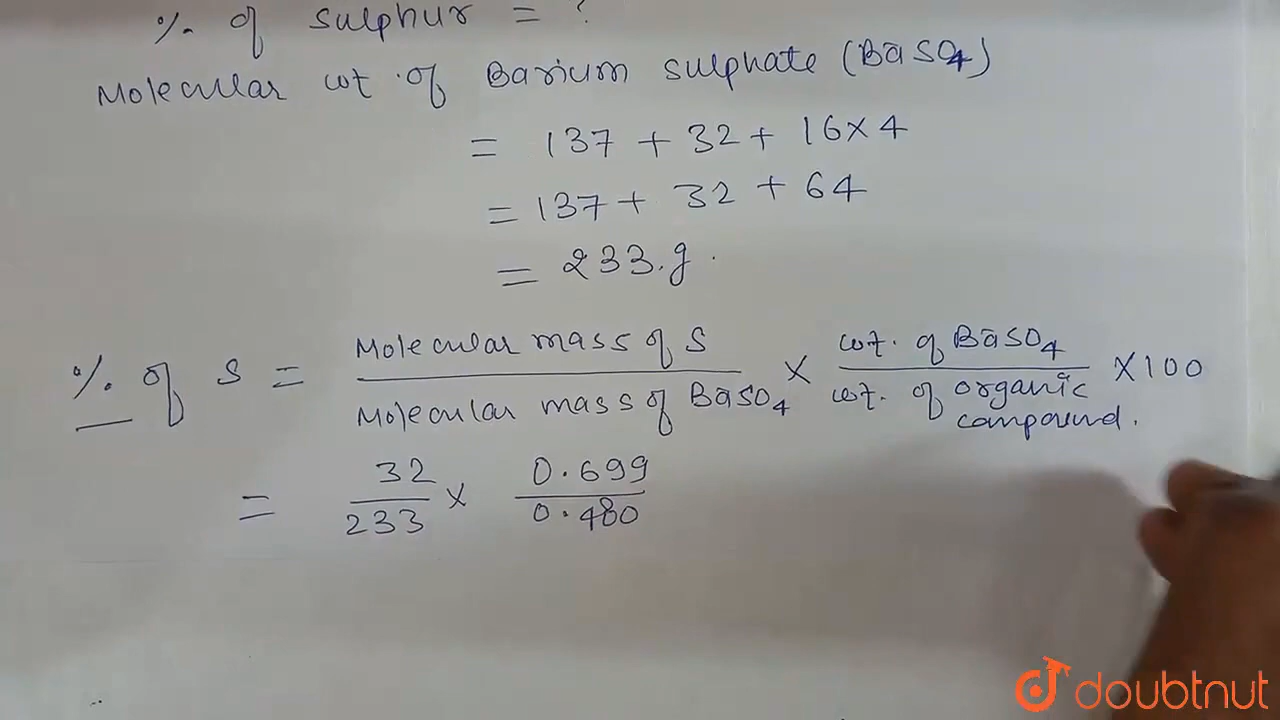 % of sulphur = ?
Molecular wt. of Barium sulphate (BaSO4)
= 137 + 32 + 16×4
= 137 + 32 + 64
= 233.g.
% of S = Molecular mass of S / Molecular mass of BaSO4 × wt. of BaSO4 / wt. of organic compound. ×100
= 32/233 × 0.699/0.480
doubtnut